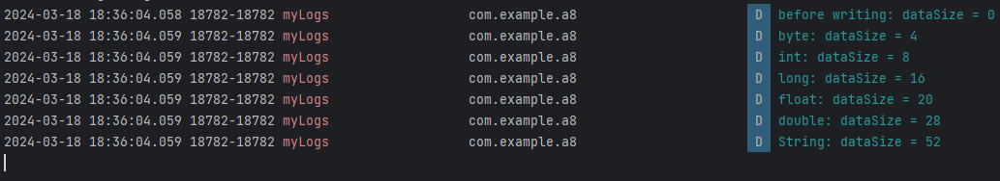 2024-03-18 18:36:04.058 18782-18782 myLogs com.example.a8 D before writing: dataSize = 0
2024-03-18 18:36:04.059 18782-18782 myLogs com.example.a8 D byte: dataSize = 4
2024-03-18 18:36:04.059 18782-18782 myLogs com.example.a8 D int: dataSize = 8
2024-03-18 18:36:04.059 18782-18782 myLogs com.example.a8 D long: dataSize = 16
2024-03-18 18:36:04.059 18782-18782 myLogs com.example.a8 D float: dataSize = 20
2024-03-18 18:36:04.059 18782-18782 myLogs com.example.a8 D double: dataSize = 28
2024-03-18 18:36:04.059 18782-18782 myLogs com.example.a8 D String: dataSize = 52